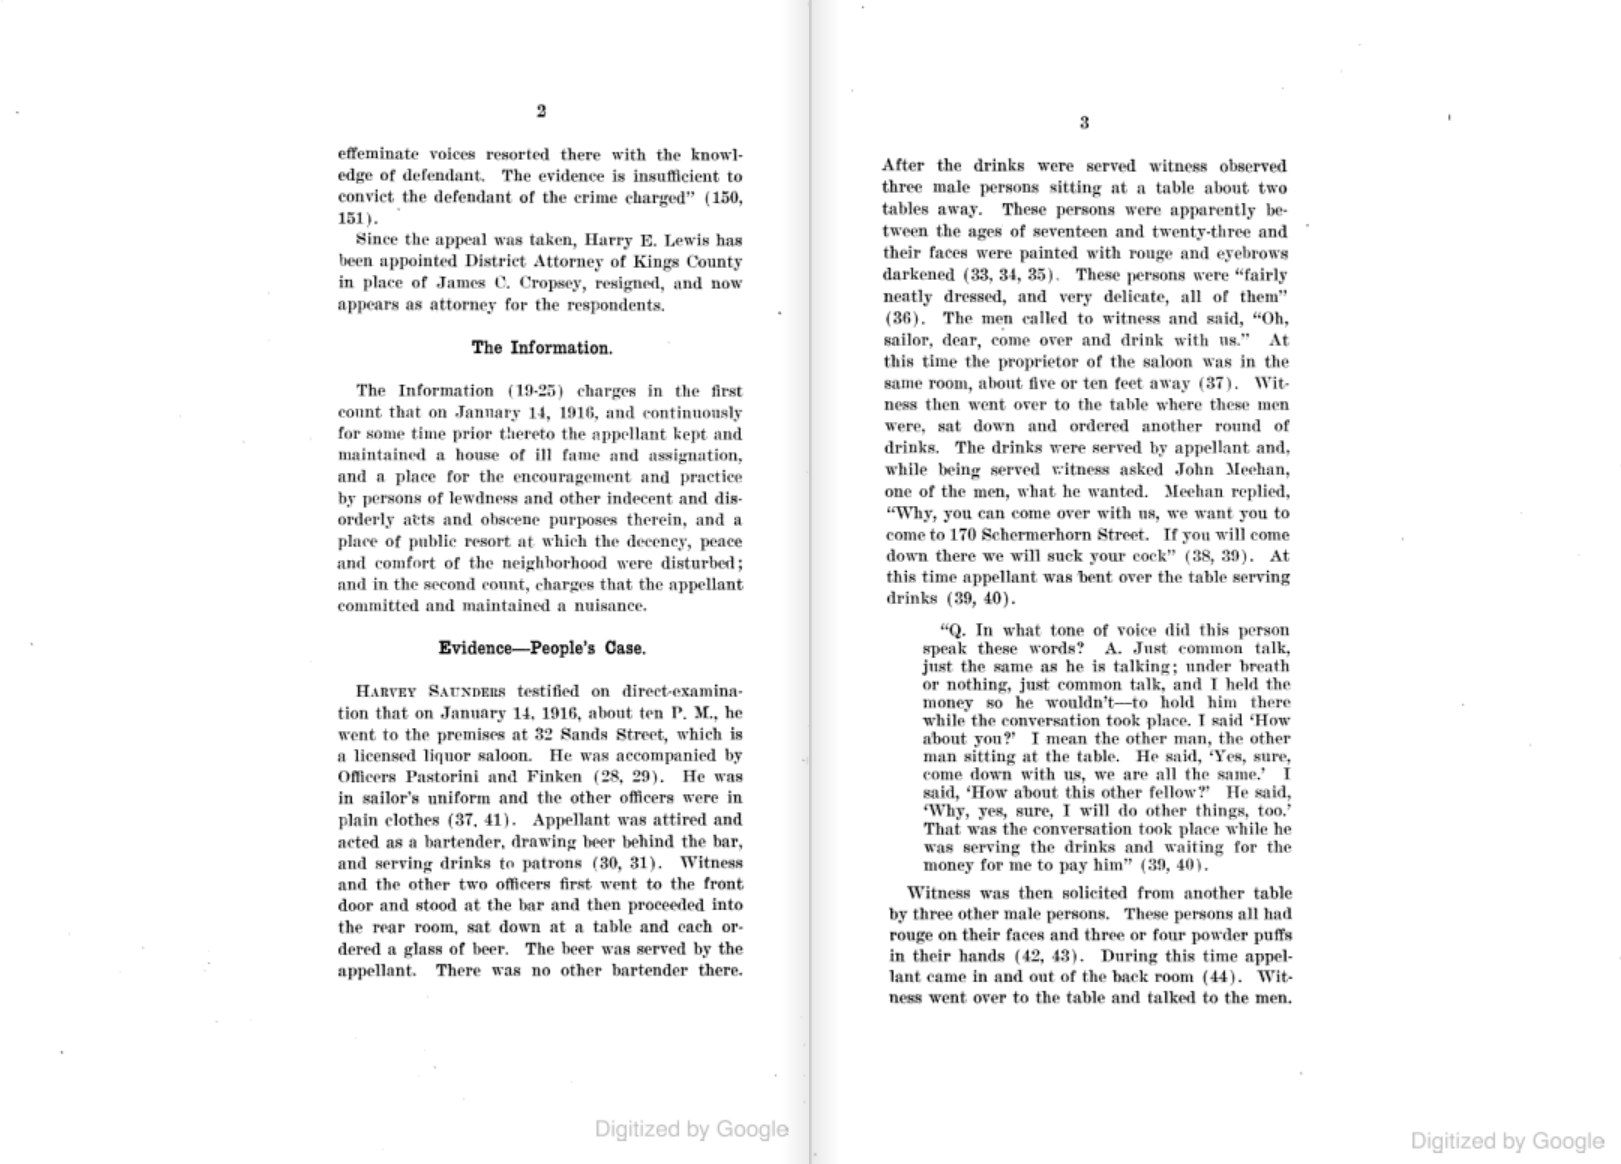 2
effeminate voices resorted there with the knowl-
edge of defendant. The evidence is insufficient to
convict the defendant of the crime charged” (150,
151).
Since the appeal was taken, Harry E. Lewis has
been appointed District Attorney of Kings County
in place of James C. Cropsey, resigned, and now
appears as attorney for the respondents.
The Information.
The Information (19-25) charges in the first
count that on January 14, 1916, and continuously
for some time prior thereto the appellant kept and
maintained a house of ill fame and assignation,
and a place for the encouragement and practice
by persons of lewdness and other indecent and dis-
orderly acts and obscene purposes therein, and a
place of public resort at which the decency, peace
and comfort of the neighborhood were disturbed;
and in the second count, charges that the appellant
committed and maintained a nuisance.
Evidence—People’s Case.
HARVEY SAUNDERS testified on direct-examina-
tion that on January 14, 1916, about ten P. M., he
went to the premises at 32 Sands Street, which is
a licensed liquor saloon. He was accompanied by
Officers Pastorini and Finken (28, 29). He was
in sailor’s uniform and the other officers were in
plain clothes (37, 41). Appellant was attired and
acted as a bartender, drawing beer behind the bar,
and serving drinks to patrons (30, 31). Witness
and the other two officers first went to the front
door and stood at the bar and then proceeded into
the rear room, sat down at a table and each or-
dered a glass of beer. The beer was served by the
appellant. There was no other bartender there.
Digitized by Google
3
After the drinks were served witness observed
three male persons sitting at a table about two
tables away. These persons were apparently be-
tween the ages of seventeen and twenty-three and
their faces were painted with rouge and eyebrows
darkened (33, 34, 35). These persons were “fairly
neatly dressed, and very delicate, all of them”
(36). The men called to witness and said, “Oh,
sailor, dear, come over and drink with us.” At
this time the proprietor of the saloon was in the
same room, about five or ten feet away (37). Wit-
ness then went over to the table where these men
were, sat down and ordered another round of
drinks. The drinks were served by appellant and,
while being served witness asked John Meehan,
one of the men, what he wanted. Meehan replied,
“Why, you can come over with us, we want you to
come to 170 Schermerhorn Street. If you will come
down there we will suck your cock” (38, 39). At
this time appellant was bent over the table serving
drinks (39, 40).
“Q. In what tone of voice did this person
speak these words? A. Just common talk,
just the same as he is talking; under breath
or nothing, just common talk, and I held the
money so he wouldn’t—to hold him there
while the conversation took place. I said ‘How
about you?’ I mean the other man, the other
man sitting at the table. He said, ‘Yes, sure,
come down with us, we are all the same.’ I
said, ‘How about this other fellow?’ He said,
‘Why, yes, sure, I will do other things, too.’
That was the conversation took place while he
was serving the drinks and waiting for the
money for me to pay him” (39, 40).
Witness was then solicited from another table
by three other male persons. These persons all had
rouge on their faces and three or four powder puffs
in their hands (42, 43). During this time appel-
lant came in and out of the back room (44). Wit-
ness went over to the table and talked to the men.
Digitized by Google